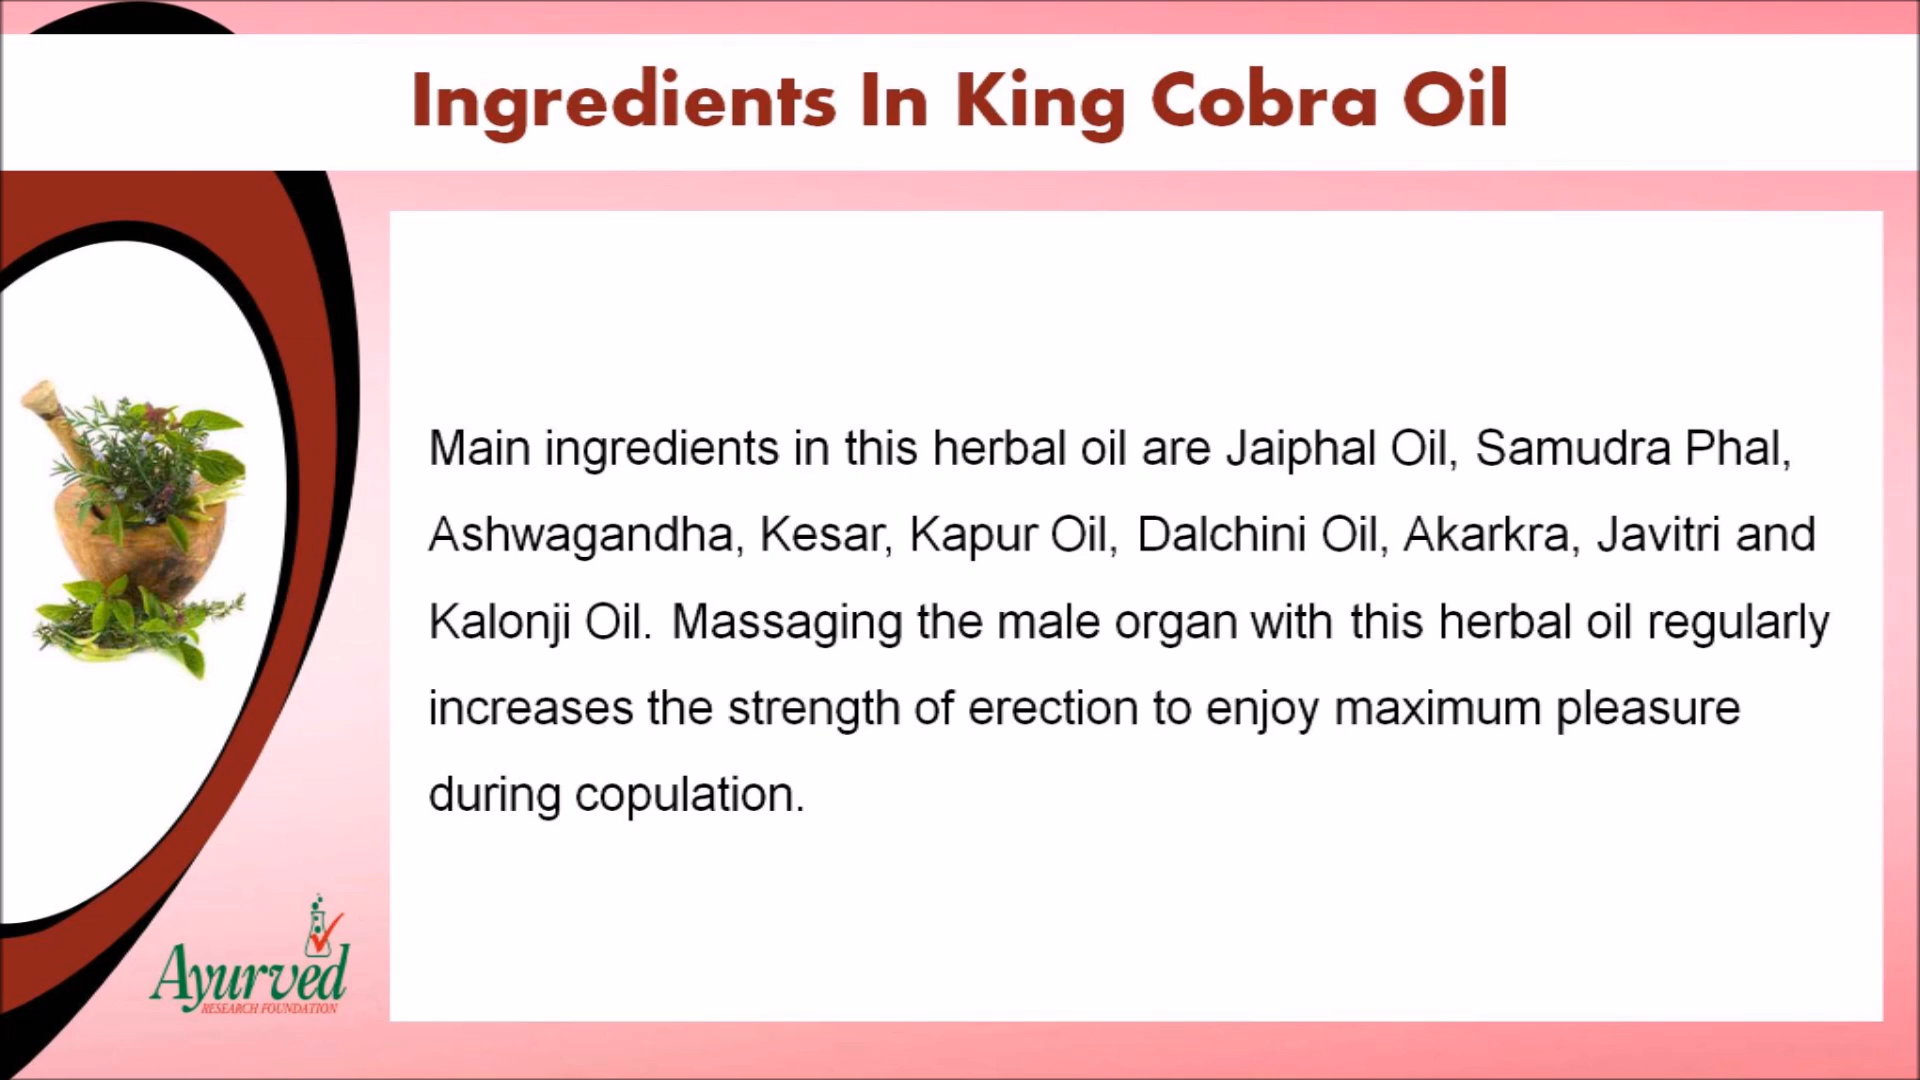 Ingredients In King Cobra Oil
Main ingredients in this herbal oil are Jaiphal Oil, Samudra Phal,
Ashwagandha, Kesar, Kapur Oil, Dalchini Oil, Akarkra, Javitri and
Kalonji Oil. Massaging the male organ with this herbal oil regularly
increases the strength of erection to enjoy maximum pleasure
during copulation.
Ayurved
RESEARCH FOUNDATION